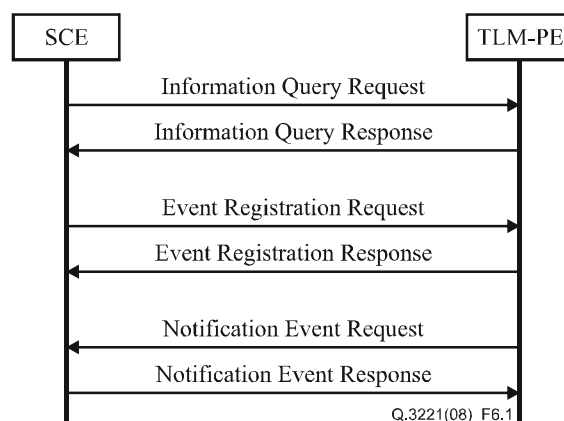 SCE TLM-PE
Information Query Request
Information Query Response
Event Registration Request
Event Registration Response
Notification Event Request
Notification Event Response
Q.3221(08)_F6.1